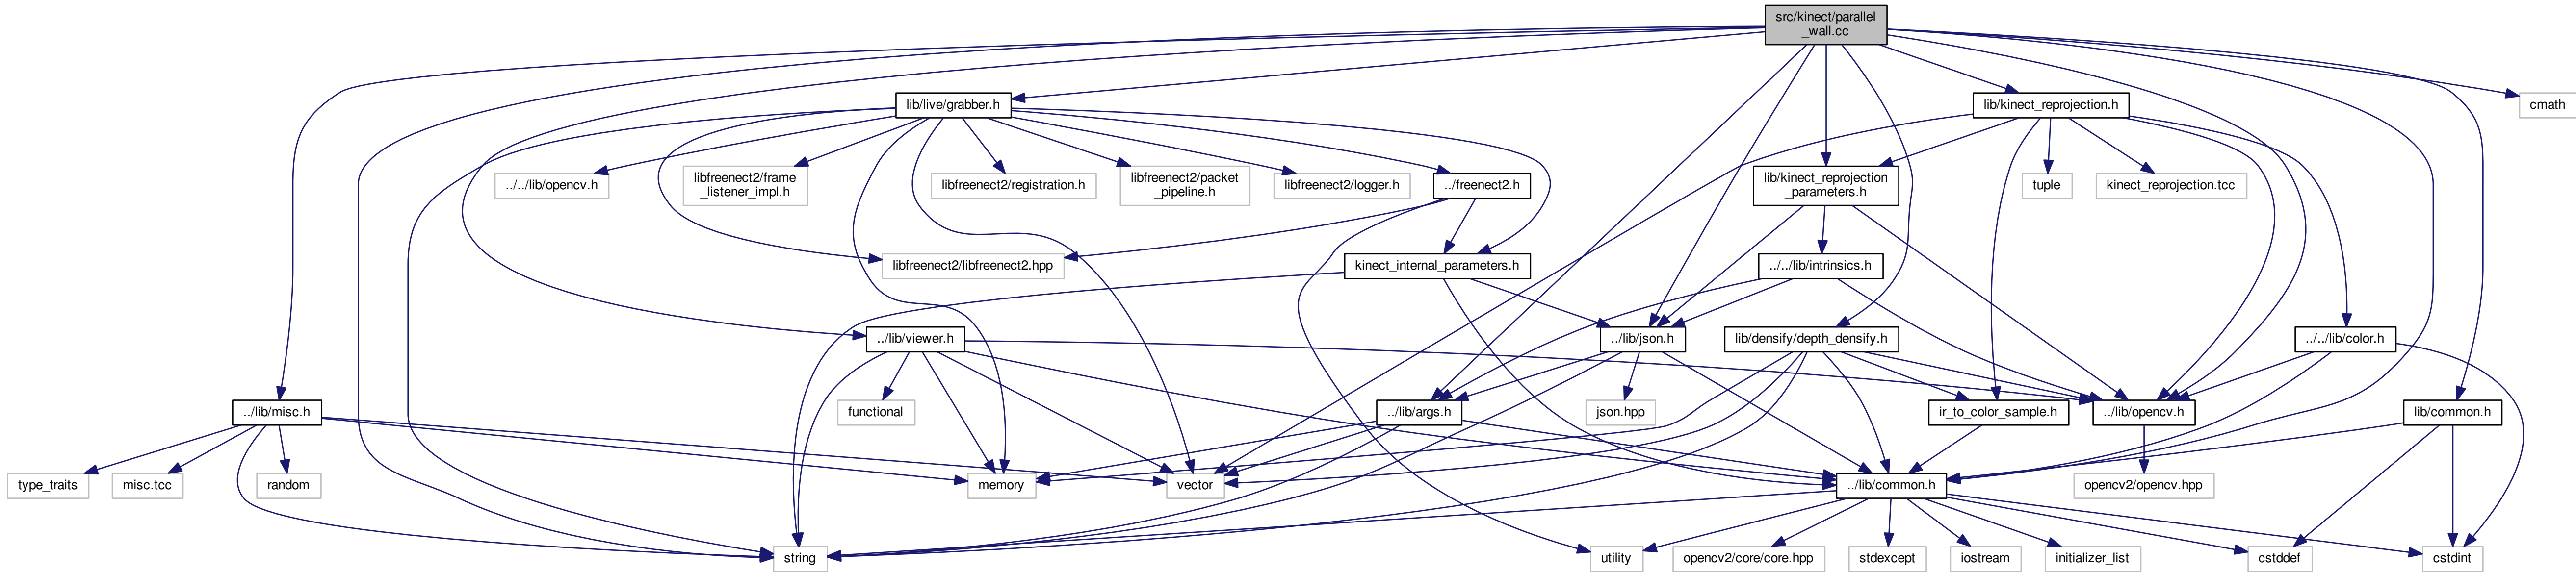 src/kinect/parallel
_wall.cc
lib/live/grabber.h
lib/kinect_reprojection.h
cmath
../../lib/opencv.h
libfreenect2/frame
_listener_impl.h
libfreenect2/registration.h
libfreenect2/packet
_pipeline.h
libfreenect2/logger.h
../freenect2.h
lib/kinect_reprojection
_parameters.h
tuple
kinect_reprojection.tcc
libfreenect2/libfreenect2.hpp
kinect_internal_parameters.h
../../lib/intrinsics.h
../lib/viewer.h
../lib/json.h
lib/densify/depth_densify.h
../../lib/color.h
../lib/misc.h
functional
../lib/args.h
json.hpp
ir_to_color_sample.h
../lib/opencv.h
lib/common.h
type_traits
misc.tcc
random
memory
vector
../lib/common.h
opencv2/opencv.hpp
string
utility
opencv2/core/core.hpp
stdexcept
iostream
initializer_list
cstddef
cstdint